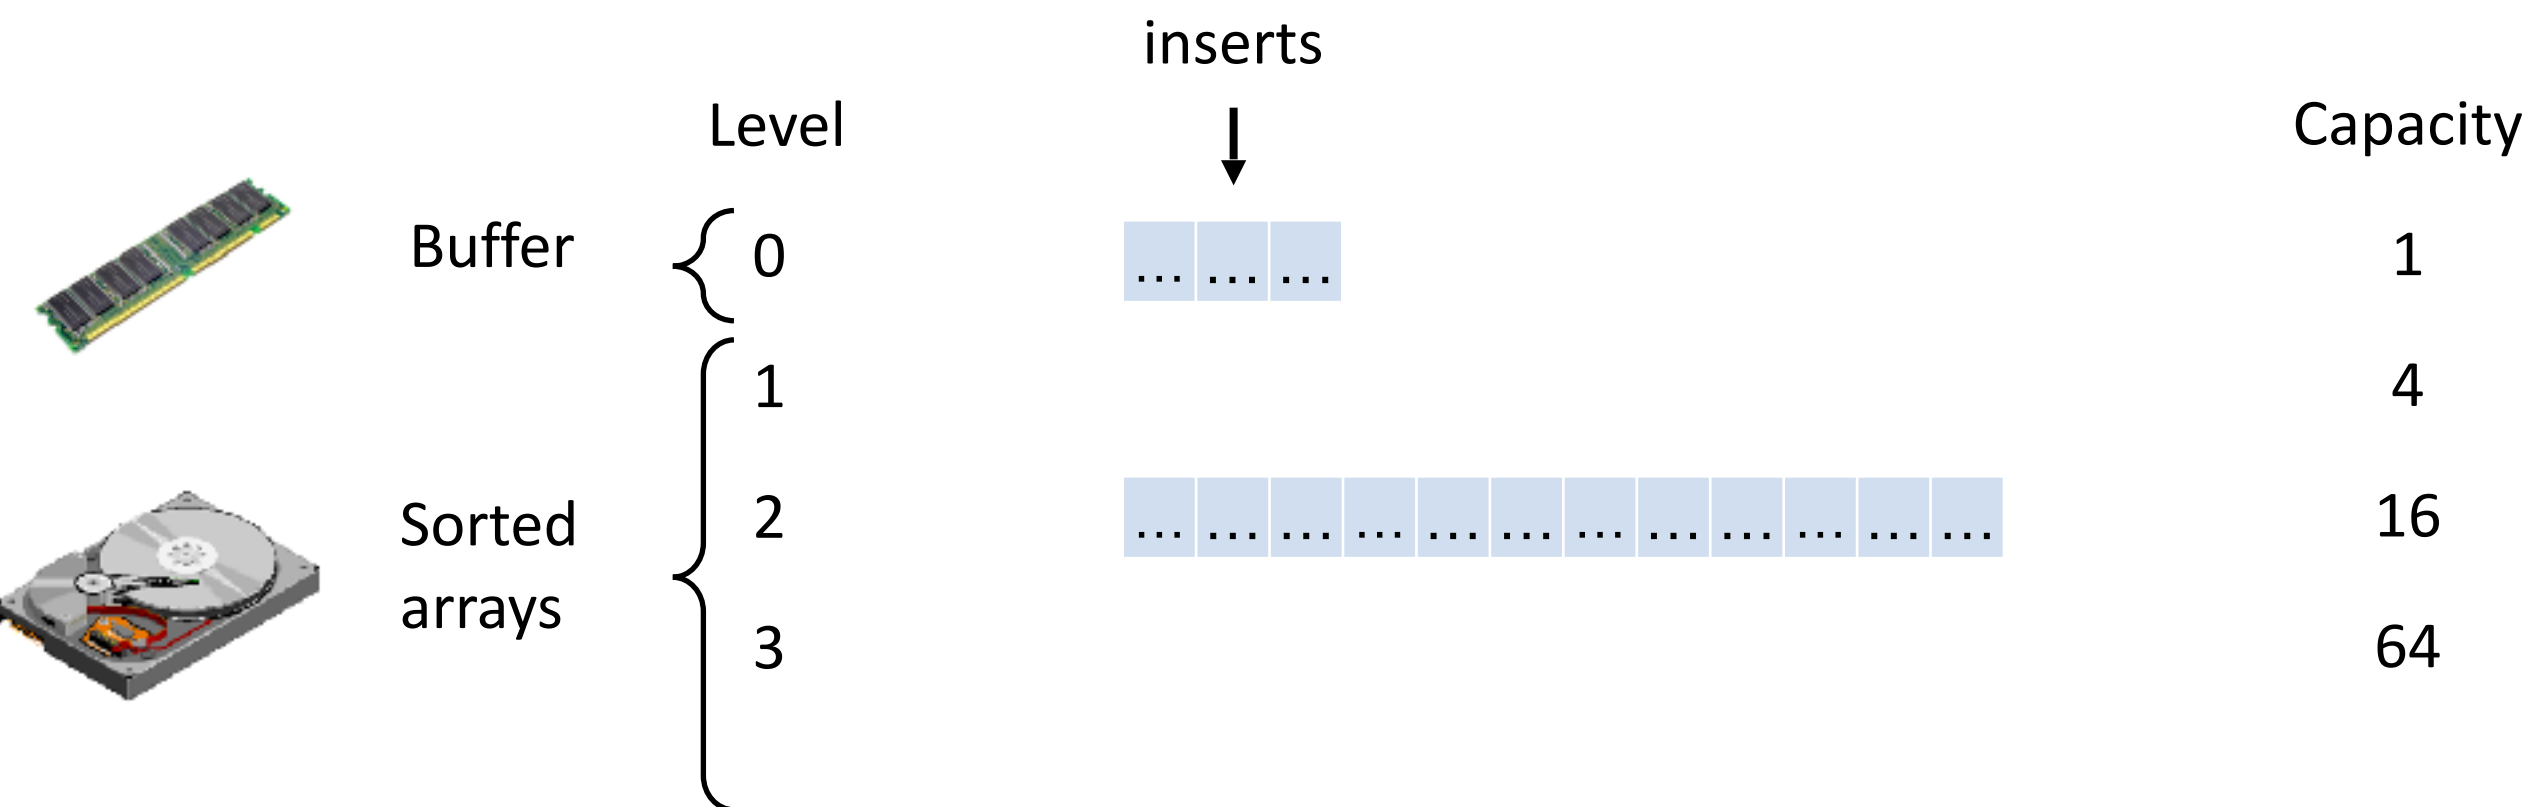 inserts
Level
Capacity
Buffer
0
... ... ...
1
1
4
Sorted
arrays
2
... ... ... ... ... ... ... ... ... ... ... ...
16
3
64